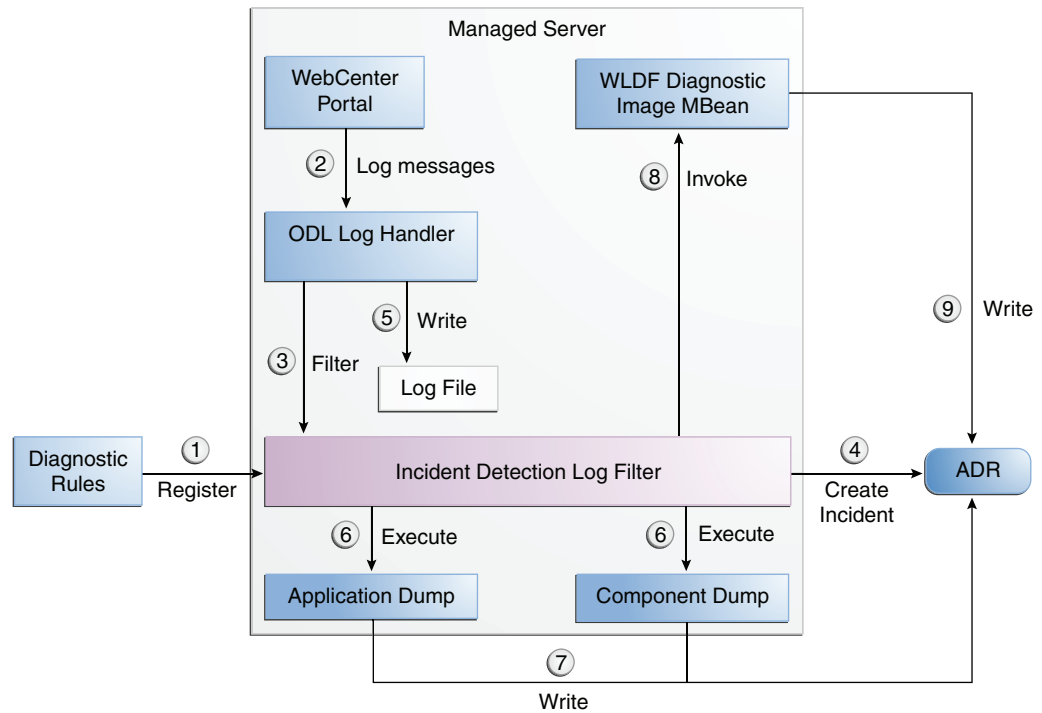 Managed Server
WebCenter
Portal
WLDF Diagnostic
Image MBean
2 Log messages
8 Invoke
ODL Log Handler
5 Write
9 Write
3 Filter
Log File
Diagnostic
Rules
1
Register
Incident Detection Log Filter
4
Create
Incident
ADR
6 Execute
6 Execute
Application Dump
Component Dump
7
Write